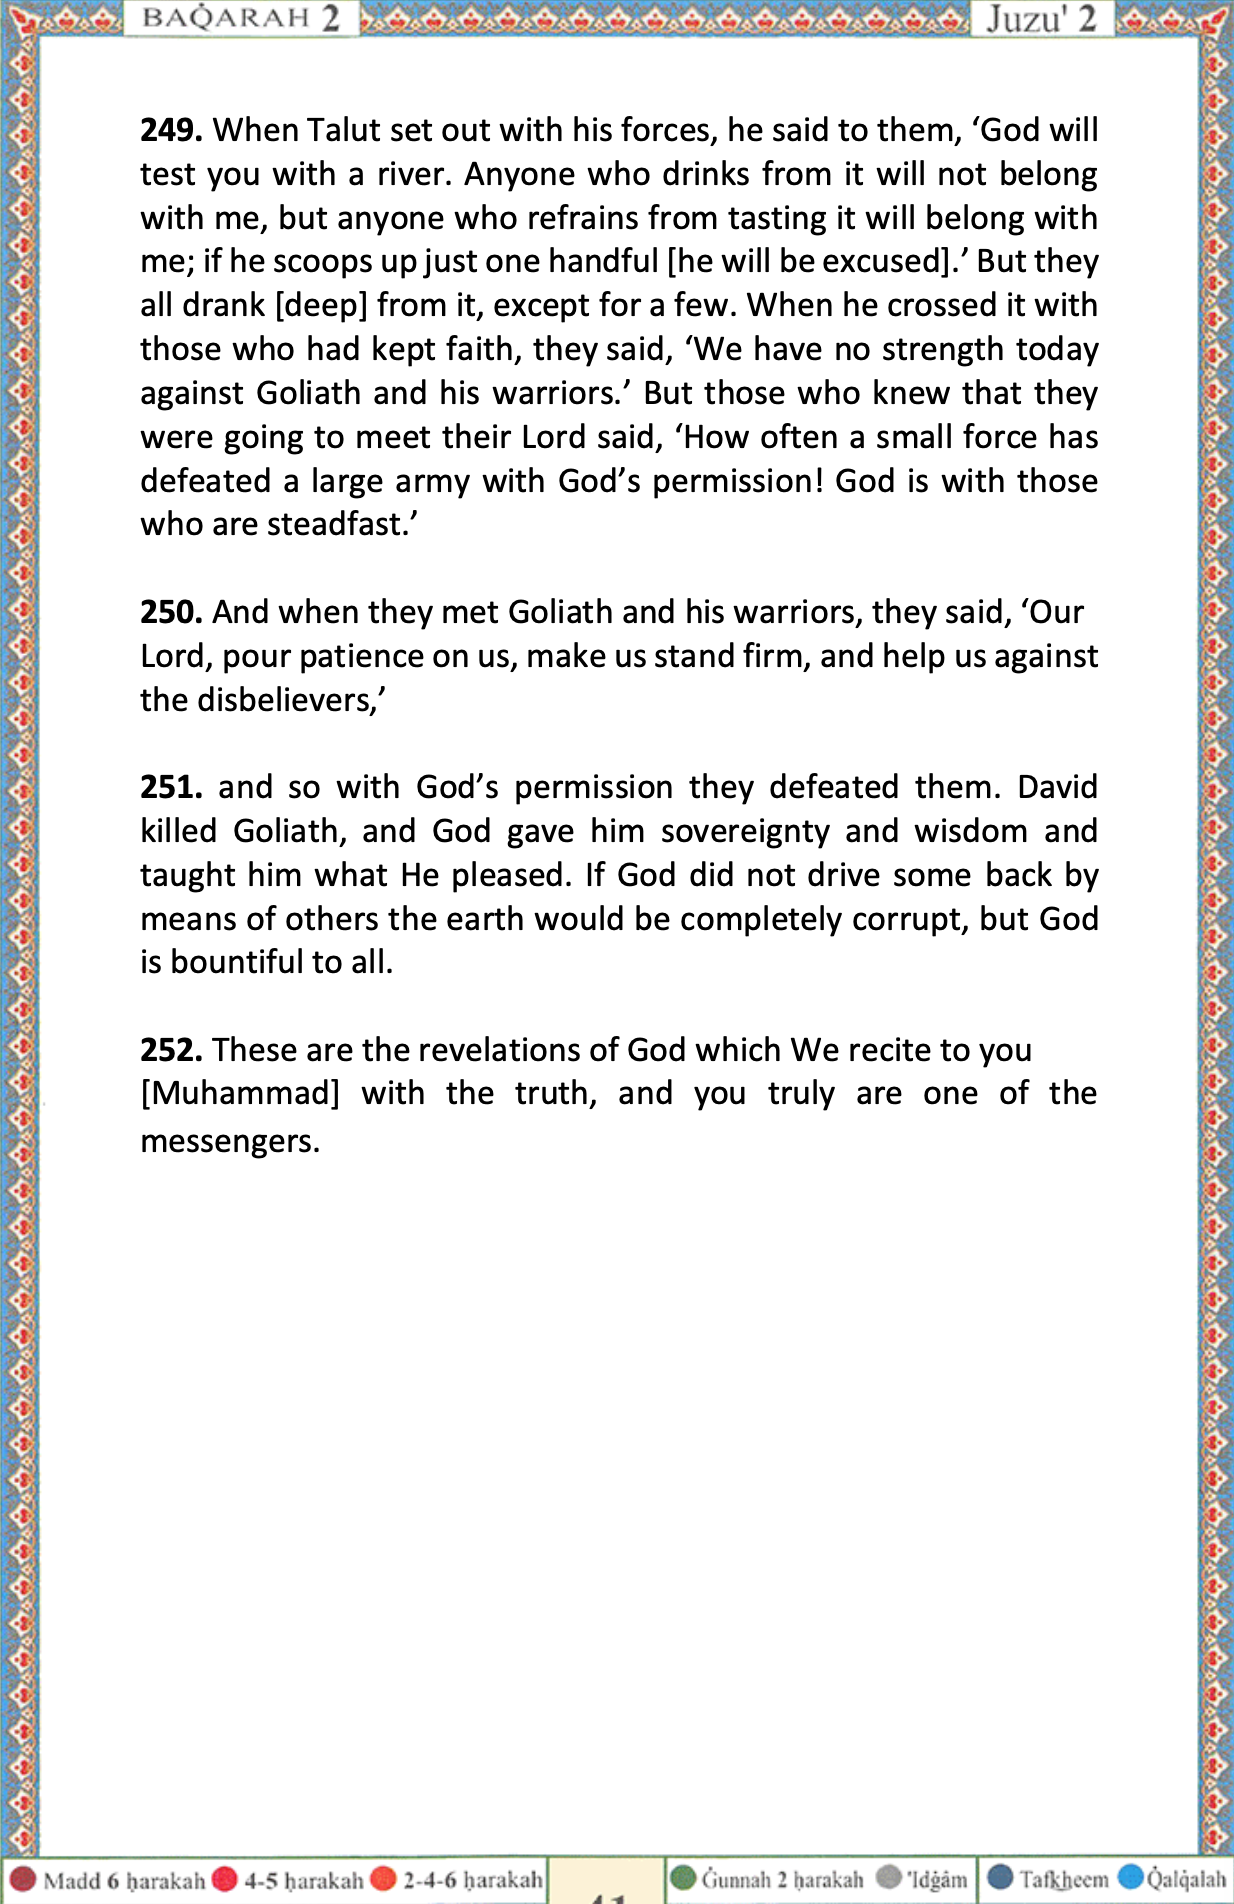 BAQ̇ARAH 2
Juzu' 2
249. When Talut set out with his forces, he said to them, ‘God will
test you with a river. Anyone who drinks from it will not belong
with me, but anyone who refrains from tasting it will belong with
me; if he scoops up just one handful [he will be excused].’ But they
all drank [deep] from it, except for a few. When he crossed it with
those who had kept faith, they said, ‘We have no strength today
against Goliath and his warriors.’ But those who knew that they
were going to meet their Lord said, ‘How often a small force has
defeated a large army with God’s permission! God is with those
who are steadfast.’
250. And when they met Goliath and his warriors, they said, ‘Our
Lord, pour patience on us, make us stand firm, and help us against
the disbelievers,’
251. and so with God’s permission they defeated them. David
killed Goliath, and God gave him sovereignty and wisdom and
taught him what He pleased. If God did not drive some back by
means of others the earth would be completely corrupt, but God
is bountiful to all.
252. These are the revelations of God which We recite to you
[Muhammad] with the truth, and you truly are one of the
messengers.
Madd 6 ḥarakah 4-5 ḥarakah 2-4-6 ḥarakah
41
Ġunnah 2 ḥarakah 'Idġâm
Tafkheem Q̇alq̇alah